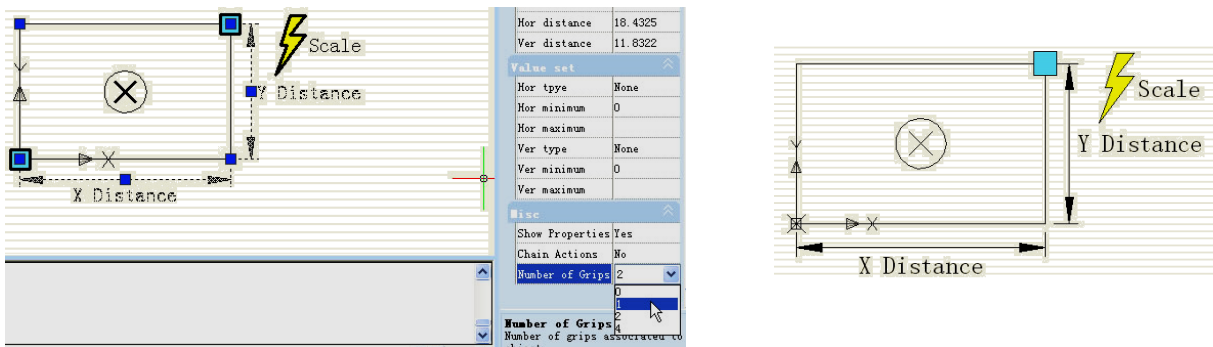 Scale
Y Distance
X
Y
X Distance
Hor distance 18.4325
Ver distance 11.8322
Value set
Hor tpye None
Hor minimum 0
Hor maximum
Ver type None
Ver minimum 0
Ver maximum
Misc
Show Properties Yes
Chain Actions No
Number of Grips 2
0
1
2
4
Number of Grips
Number of grips associated to
Scale
Y Distance
Y
X
X Distance